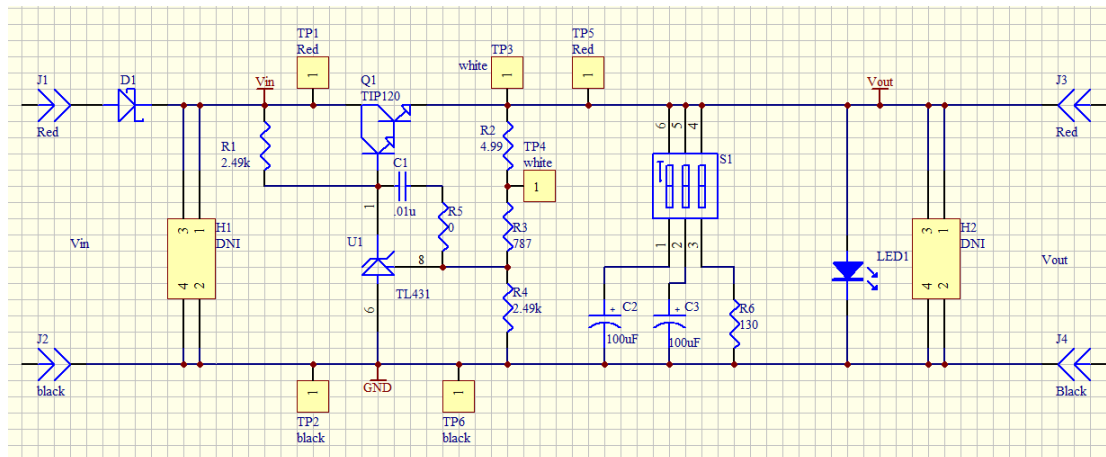 TP1
Red
TP3
white
TP5
Red
J1
D1
Vin
Q1
TIP120
Vout
J3
Red
Red
1
1
1
R1
2.49k
R2
4.99
TP4
white
1
6
5
4
S1
C1
.01u
R5
0
1
3
1
H1
DNI
4
2
Vin
U1
8
TL431
6
R3
787
R4
2.49k
1
2
3
C2
100uF
C3
100uF
R6
130
LED1
3
1
H2
DNI
4
2
Vout
J2
black
GND
1
TP2
black
1
TP6
black
J4
Black